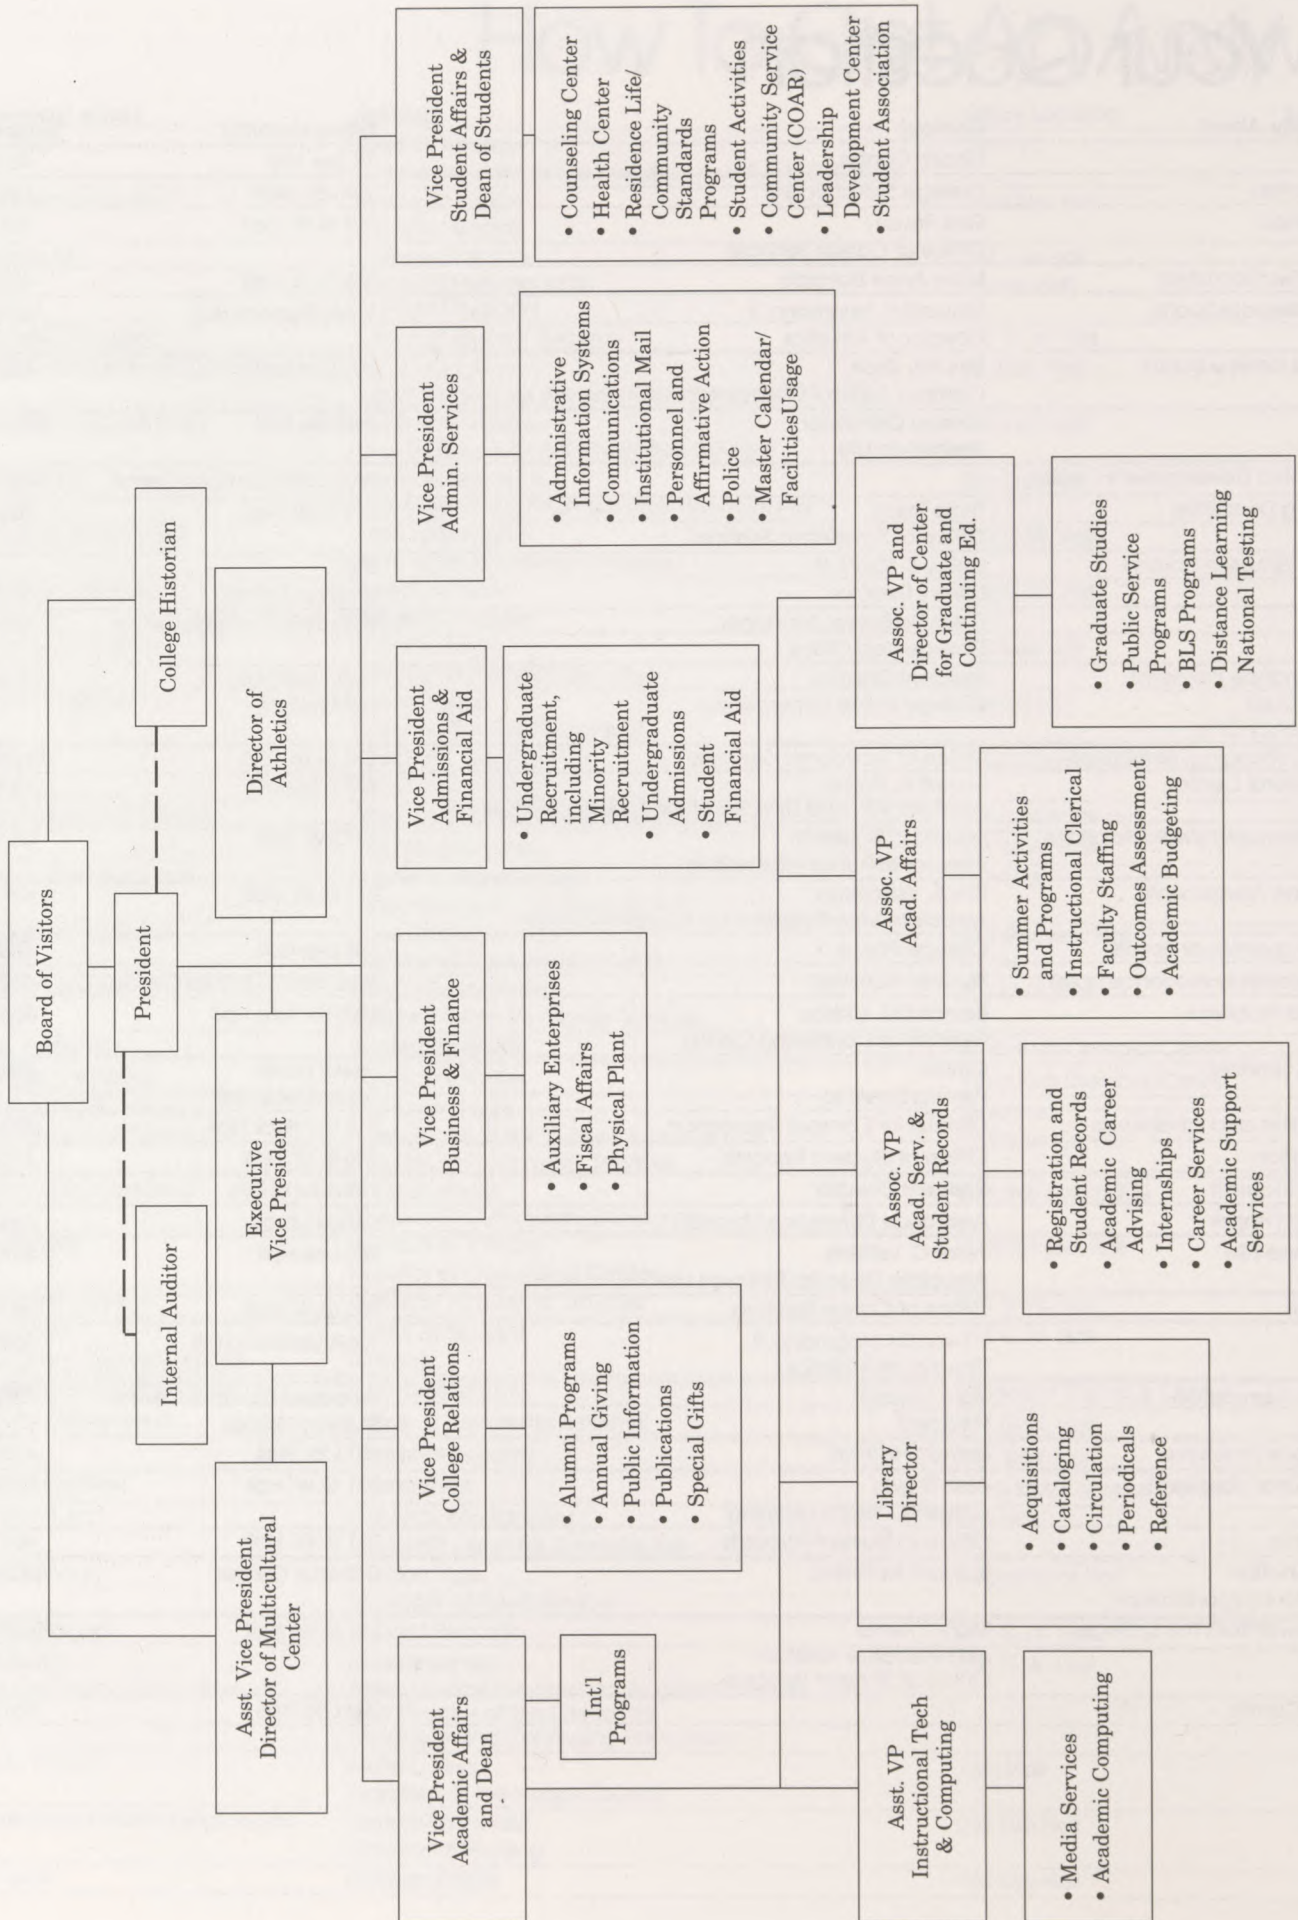 Board of Visitors
President
College Historian
Internal Auditor
Asst. Vice President
Director of Multicultural
Center
Executive
Vice President
Director of
Athletics
Vice President
Academic Affairs
and Dean
Int'l
Programs
Vice President
College Relations
• Alumni Programs
• Annual Giving
• Public Information
• Publications
• Special Gifts
Vice President
Business & Finance
• Auxiliary Enterprises
• Fiscal Affairs
• Physical Plant
Vice President
Admissions &
Financial Aid
• Undergraduate
Recruitment,
including
Minority
Recruitment
• Undergraduate
Admissions
• Student
Financial Aid
Vice President
Admin. Services
• Administrative
Information Systems
• Communications
• Institutional Mail
• Personnel and
Affirmative Action
• Police
• Master Calendar/
FacilitiesUsage
Vice President
Student Affairs &
Dean of Students
• Counseling Center
• Health Center
• Residence Life/
Community
Standards
Programs
• Student Activities
• Community Service
Center (COAR)
• Leadership
Development Center
• Student Association
Asst. VP
Instructional Tech
& Computing
• Media Services
• Academic Computing
Library
Director
• Acquisitions
• Cataloging
• Circulation
• Periodicals
• Reference
Assoc. VP
Acad. Serv. &
Student Records
• Registration and
Student Records
• Academic Career
Advising
• Internships
• Career Services
• Academic Support
Services
Assoc. VP
Acad. Affairs
• Summer Activities
and Programs
• Instructional Clerical
• Faculty Staffing
• Outcomes Assessment
• Academic Budgeting
Assoc. VP and
Director of Center
for Graduate and
Continuing Ed.
• Graduate Studies
• Public Service
Programs
• BLS Programs
• Distance Learning
National Testing